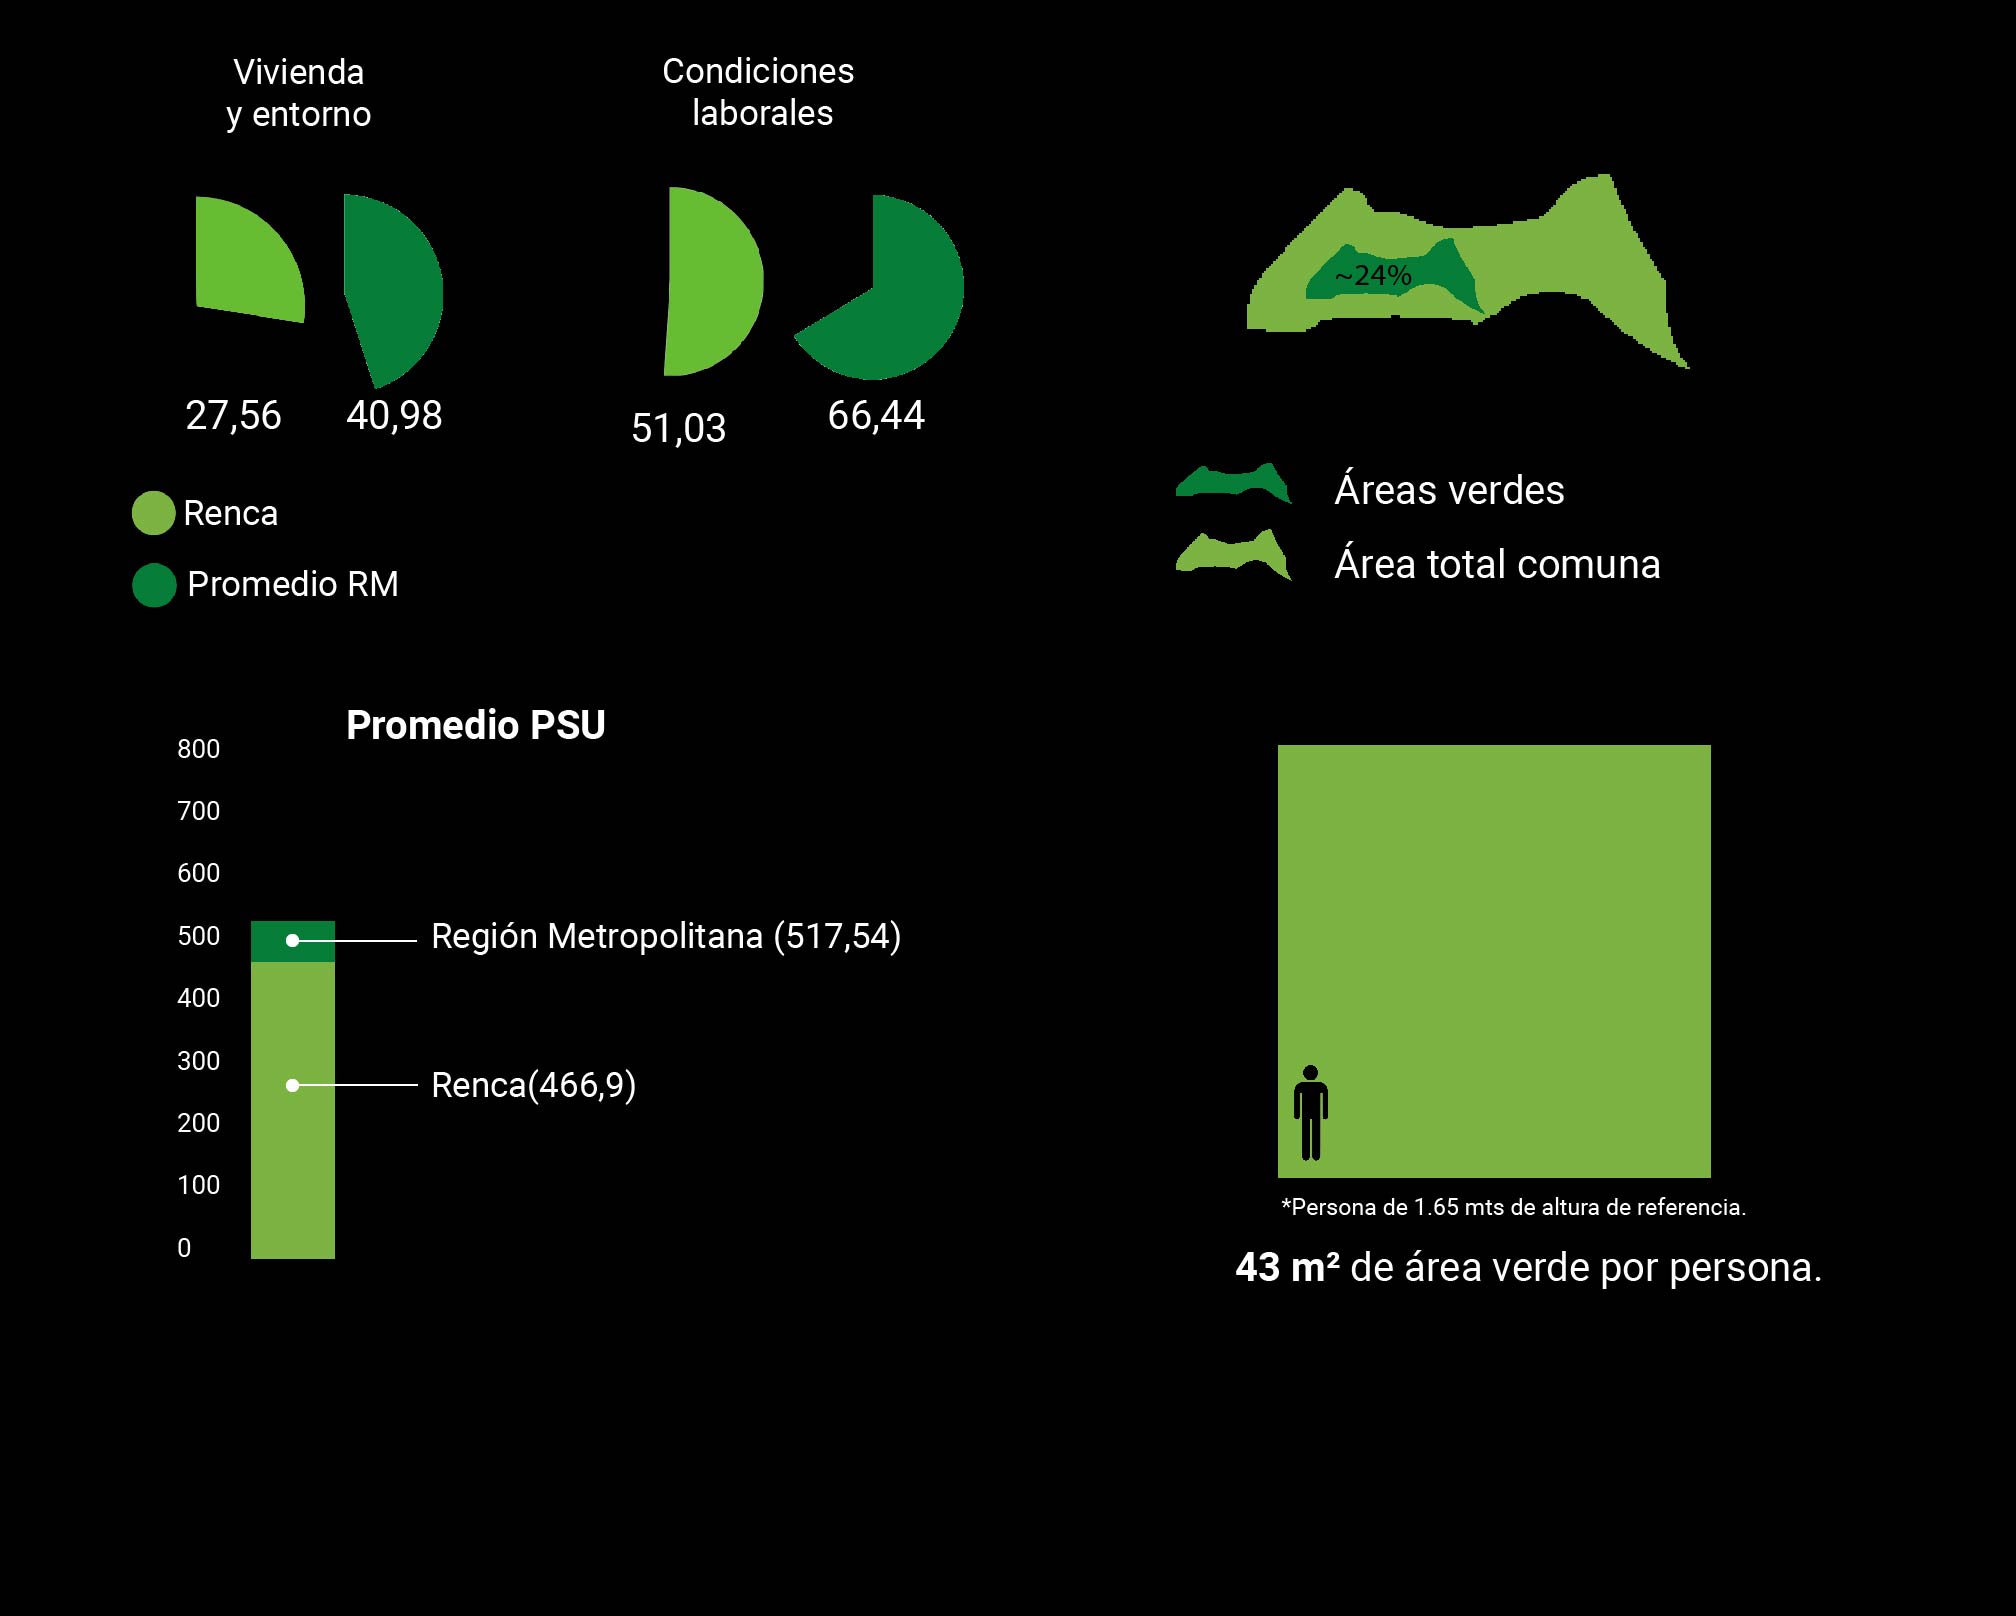 Vivienda
y entorno
Condiciones
laborales
27,56
40,98
51,03
66,44
Renca
Promedio RM
~24%
Áreas verdes
Área total comuna
Promedio PSU
800
700
600
500
400
300
200
100
0
Región Metropolitana (517,54)
Renca(466,9)
*Persona de 1.65 mts de altura de referencia.
43 m² de área verde por persona.